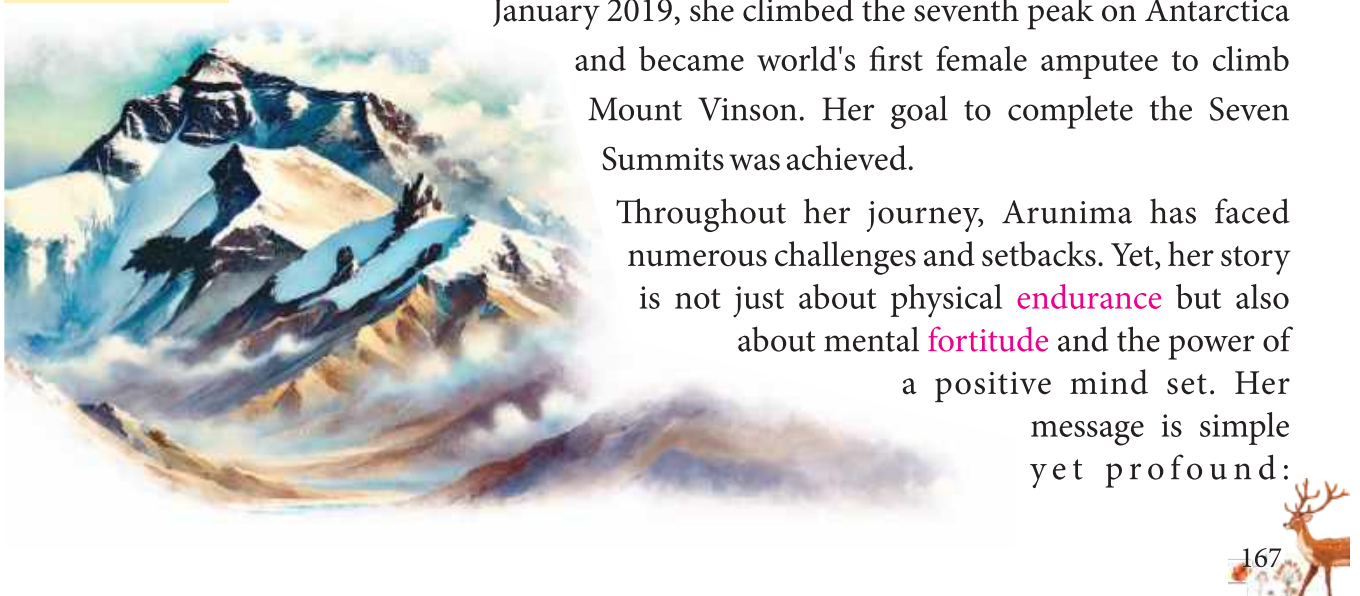 January 2019, she climbed the seventh peak on Antarctica
and became world's first female amputee to climb
Mount Vinson. Her goal to complete the Seven
Summits was achieved.
Throughout her journey, Arunima has faced
numerous challenges and setbacks. Yet, her story
is not just about physical endurance but also
about mental fortitude and the power of
a positive mind set. Her
message is simple
yet profound:
167